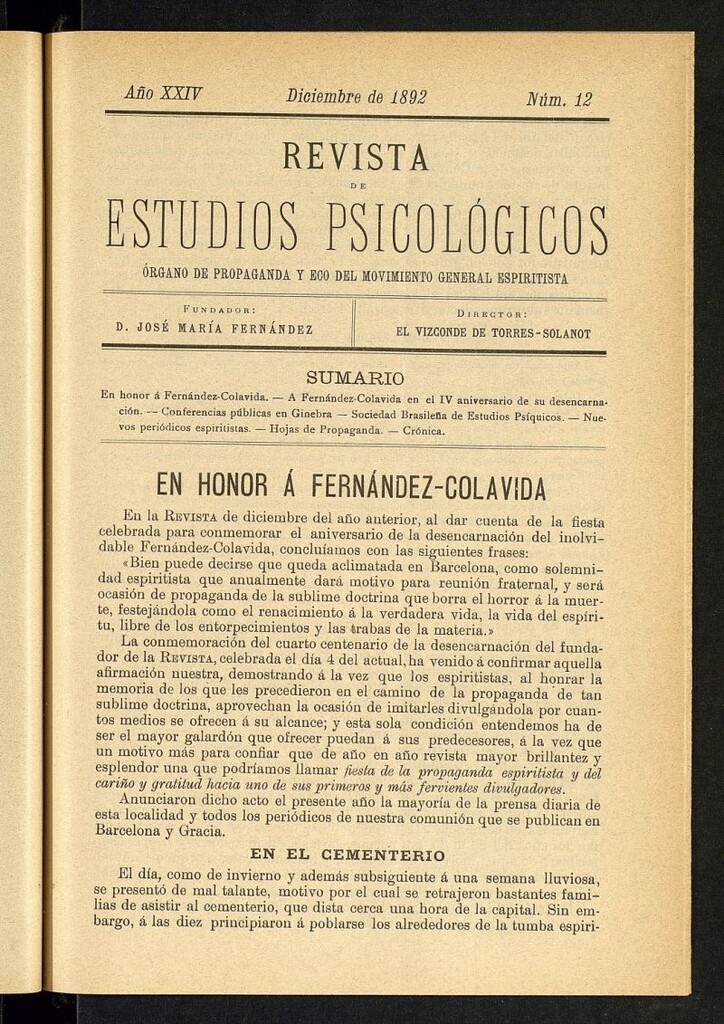 Año XXIV Diciembre de 1892 Núm. 12
REVISTA
DE
ESTUDIOS PSICOLÓGICOS
ÓRGANO DE PROPAGANDA Y ECO DEL MOVIMIENTO GENERAL ESPIRITISTA
FUNDADOR:
D. JOSÉ MARÍA FERNÁNDEZ
DIRECTOR:
EL VIZCONDE DE TORRES-SOLANOT
SUMARIO
En honor á Fernández-Colavida. — A Fernández-Colavida en el IV aniversario de su desencarna-
ción. -- Conferencias públicas en Ginebra — Sociedad Brasileña de Estudios Psíquicos. — Nue-
vos periódicos espiritistas. — Hojas de Propaganda. — Crónica.
EN HONOR Á FERNÁNDEZ-COLAVIDA
En la REVISTA de diciembre del año anterior, al dar cuenta de la fiesta
celebrada para conmemorar el aniversario de la desencarnación del inolvi-
dable Fernández-Colavida, concluíamos con las siguientes frases:
«Bien puede decirse que queda aclimatada en Barcelona, como solemni-
dad espiritista que anualmente dará motivo para reunión fraternal, y será
ocasión de propaganda de la sublime doctrina que borra el horror á la muer-
te, festejándola como el renacimiento á la verdadera vida, la vida del espíri-
tu, libre de los entorpecimientos y las trabas de la materia.»
La conmemoración del cuarto centenario de la desencarnación del funda-
dor de la REVISTA, celebrada el día 4 del actual, ha venido á confirmar aquella
afirmación nuestra, demostrando á la vez que los espiritistas, al honrar la
memoria de los que les precedieron en el camino de la propaganda de tan
sublime doctrina, aprovechan la ocasión de imitarles divulgándola por cuan-
tos medios se ofrecen á su alcance; y esta sola condición entendemos ha de
ser el mayor galardón que ofrecer puedan á sus predecesores, á la vez que
un motivo más para confiar que de año en año revista mayor brillantez y
esplendor una que podríamos llamar fiesta de la propaganda espiritista y del
cariño y gratitud hacia uno de sus primeros y más fervientes divulgadores.
Anunciaron dicho acto el presente año la mayoría de la prensa diaria de
esta localidad y todos los periódicos de nuestra comunión que se publican en
Barcelona y Gracia.
EN EL CEMENTERIO
El día, como de invierno y además subsiguiente á una semana lluviosa,
se presentó de mal talante, motivo por el cual se retrajeron bastantes fami-
lias de asistir al cementerio, que dista cerca una hora de la capital. Sin em-
bargo, á las diez principiaron á poblarse los alrededores de la tumba espiri-